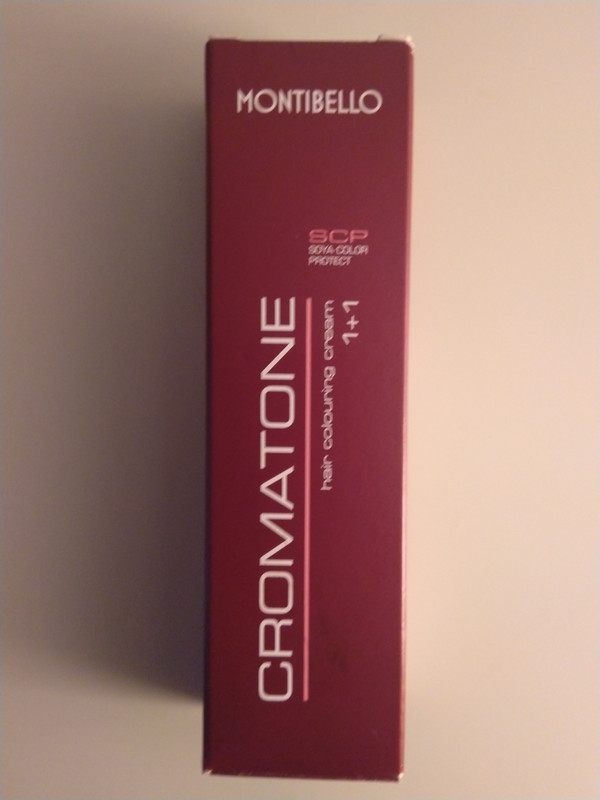 MONTIBELLO
SCP
SOYA-COLOR
PROTECT
CROMATONE
hair colouring cream
1+1